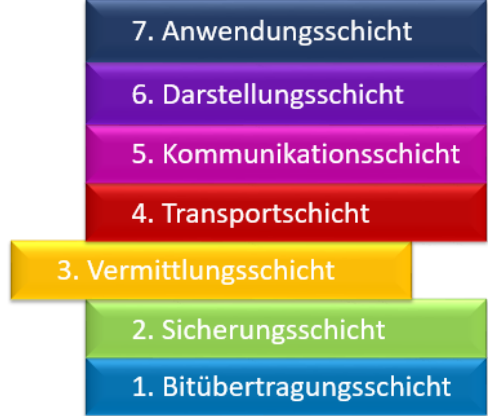 7. Anwendungsschicht
6. Darstellungsschicht
5. Kommunikationsschicht
4. Transportschicht
3. Vermittlungsschicht
2. Sicherungsschicht
1. Bitübertragungsschicht